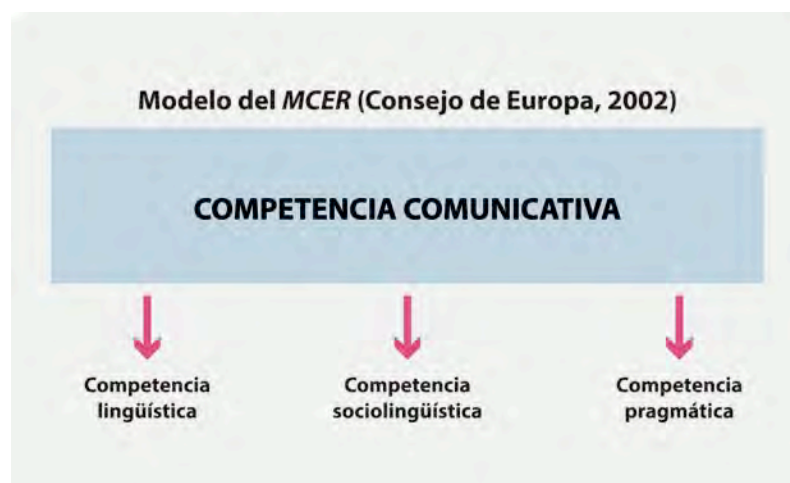 Modelo del MCER (Consejo de Europa, 2002)
COMPETENCIA COMUNICATIVA
Competencia
lingüística
Competencia
sociolingüística
Competencia
pragmática